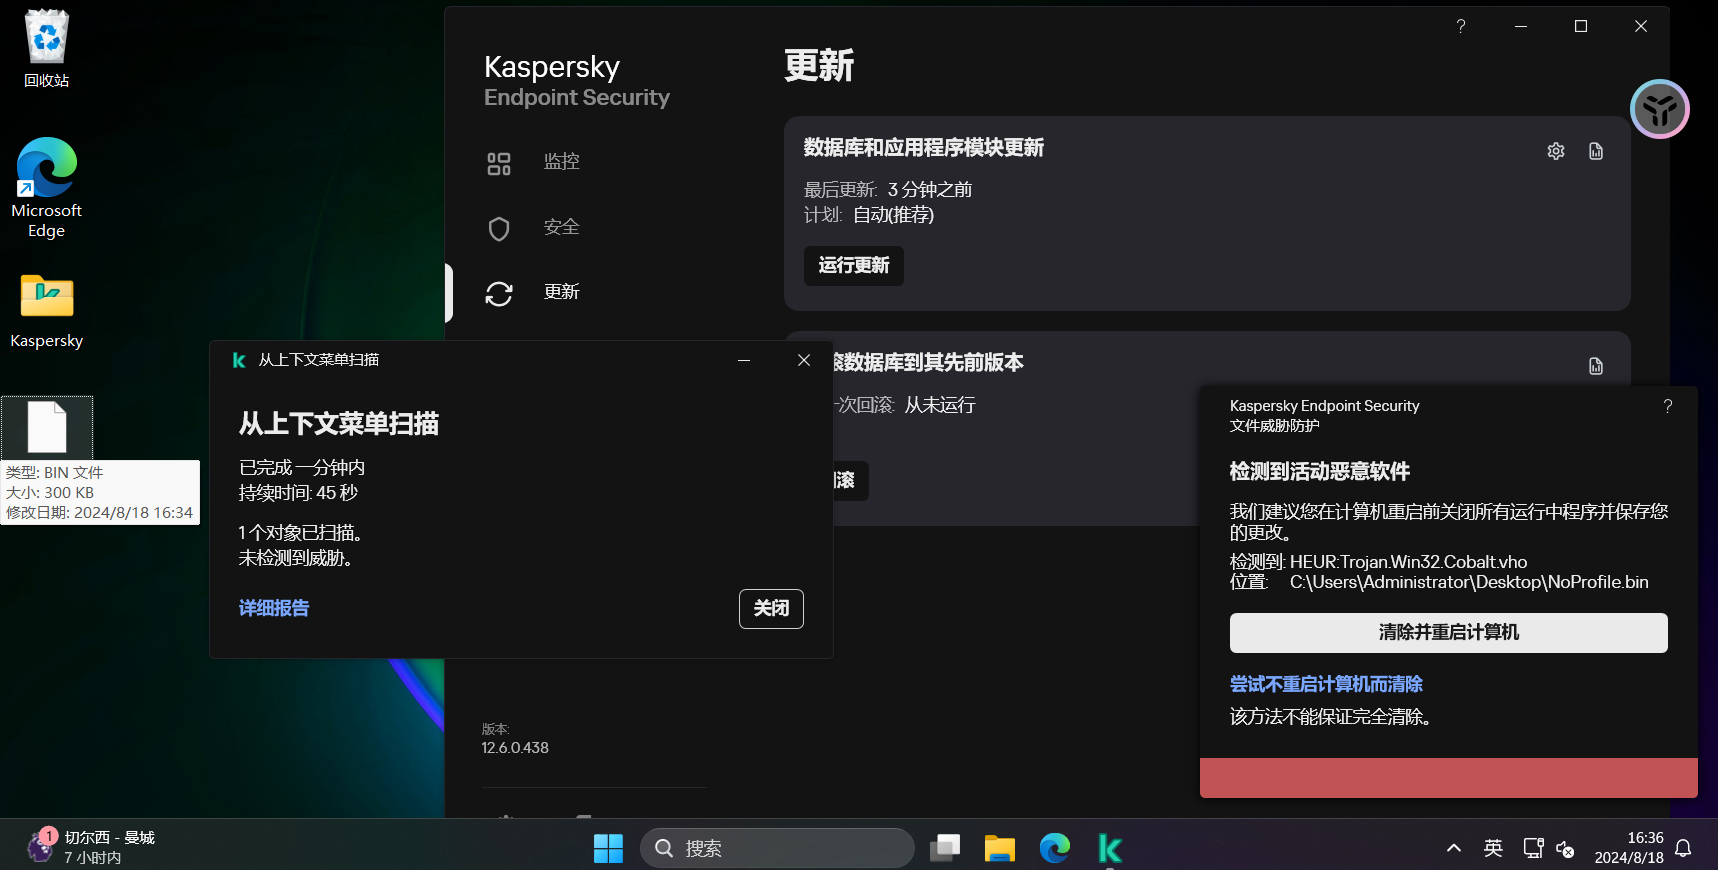 回收站
Microsoft
Edge
Kaspersky
类型: BIN 文件
大小: 300 KB
修改日期: 2024/8/18 16:34
Kaspersky
Endpoint Security
监控
安全
更新
版本:
12.6.0.438
?
更新
数据库和应用程序模块更新
最后更新: 3 分钟之前
计划: 自动(推荐)
运行更新
滚数据库到其先前版本
一次回滚: 从未运行
滚
从上下文菜单扫描
从上下文菜单扫描
已完成 一分钟内
持续时间: 45 秒
1 个对象已扫描。
未检测到威胁。
详细报告
关闭
Kaspersky Endpoint Security
?
文件威胁防护
检测到活动恶意软件
我们建议您在计算机重启前关闭所有运行中程序并保存您
的更改。
检测到: HEUR:Trojan.Win32.Cobalt.vho
位置: C:\Users\Administrator\Desktop\NoProfile.bin
清除并重启计算机
尝试不重启计算机而清除
该方法不能保证完全清除。
1
切尔西 - 曼城
7 小时内
搜索
英
16:36
2024/8/18